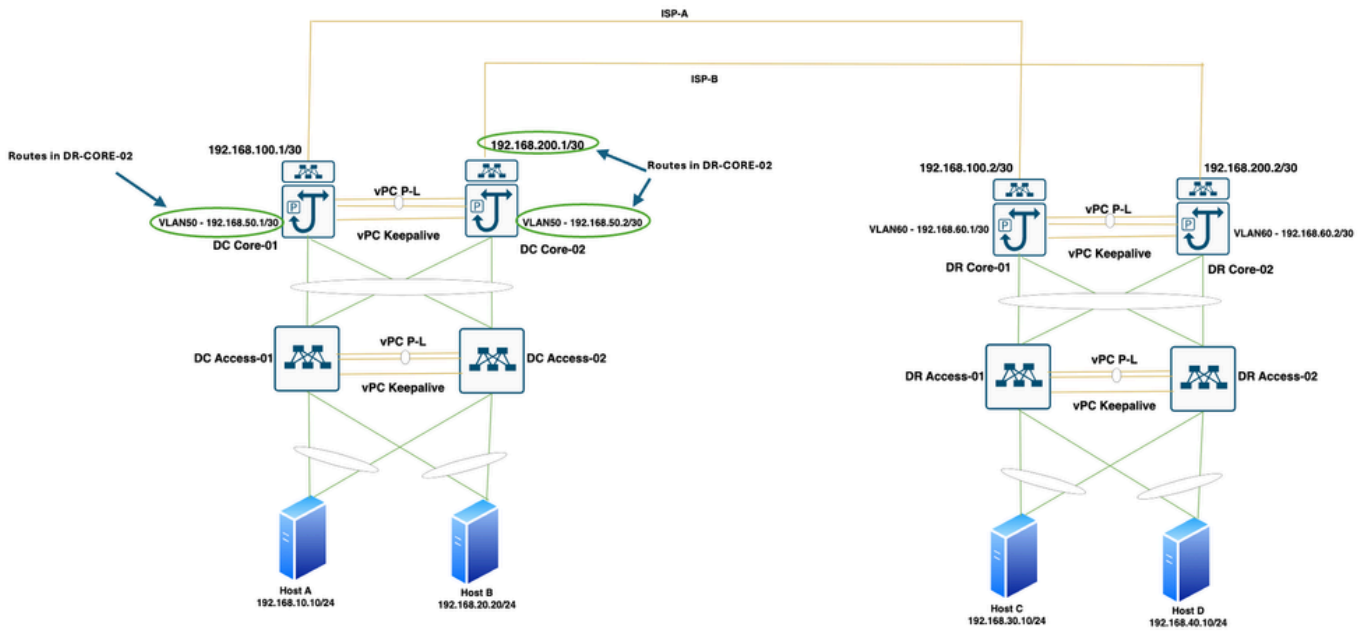 ISP-A
ISP-B
192.168.200.1/30
Routes in DR-CORE-02
192.168.100.1/30
Routes in DR-CORE-02
192.168.100.2/30
192.168.200.2/30
vPC P-L
P
P
VLAN50 - 192.168.50.1/30
VLAN50 - 192.168.50.2/30
vPC Keepalive
DC Core-01
DC Core-02
vPC P-L
P
P
VLAN60 - 192.168.60.1/30
VLAN60 - 192.168.60.2/30
vPC Keepalive
DR Core-01
DR Core-02
DC Access-01
vPC P-L
DC Access-02
vPC Keepalive
DR Access-01
vPC P-L
DR Access-02
vPC Keepalive
Host A
192.168.10.10/24
Host B
192.168.20.20/24
Host C
192.168.30.10/24
Host D
192.168.40.10/24